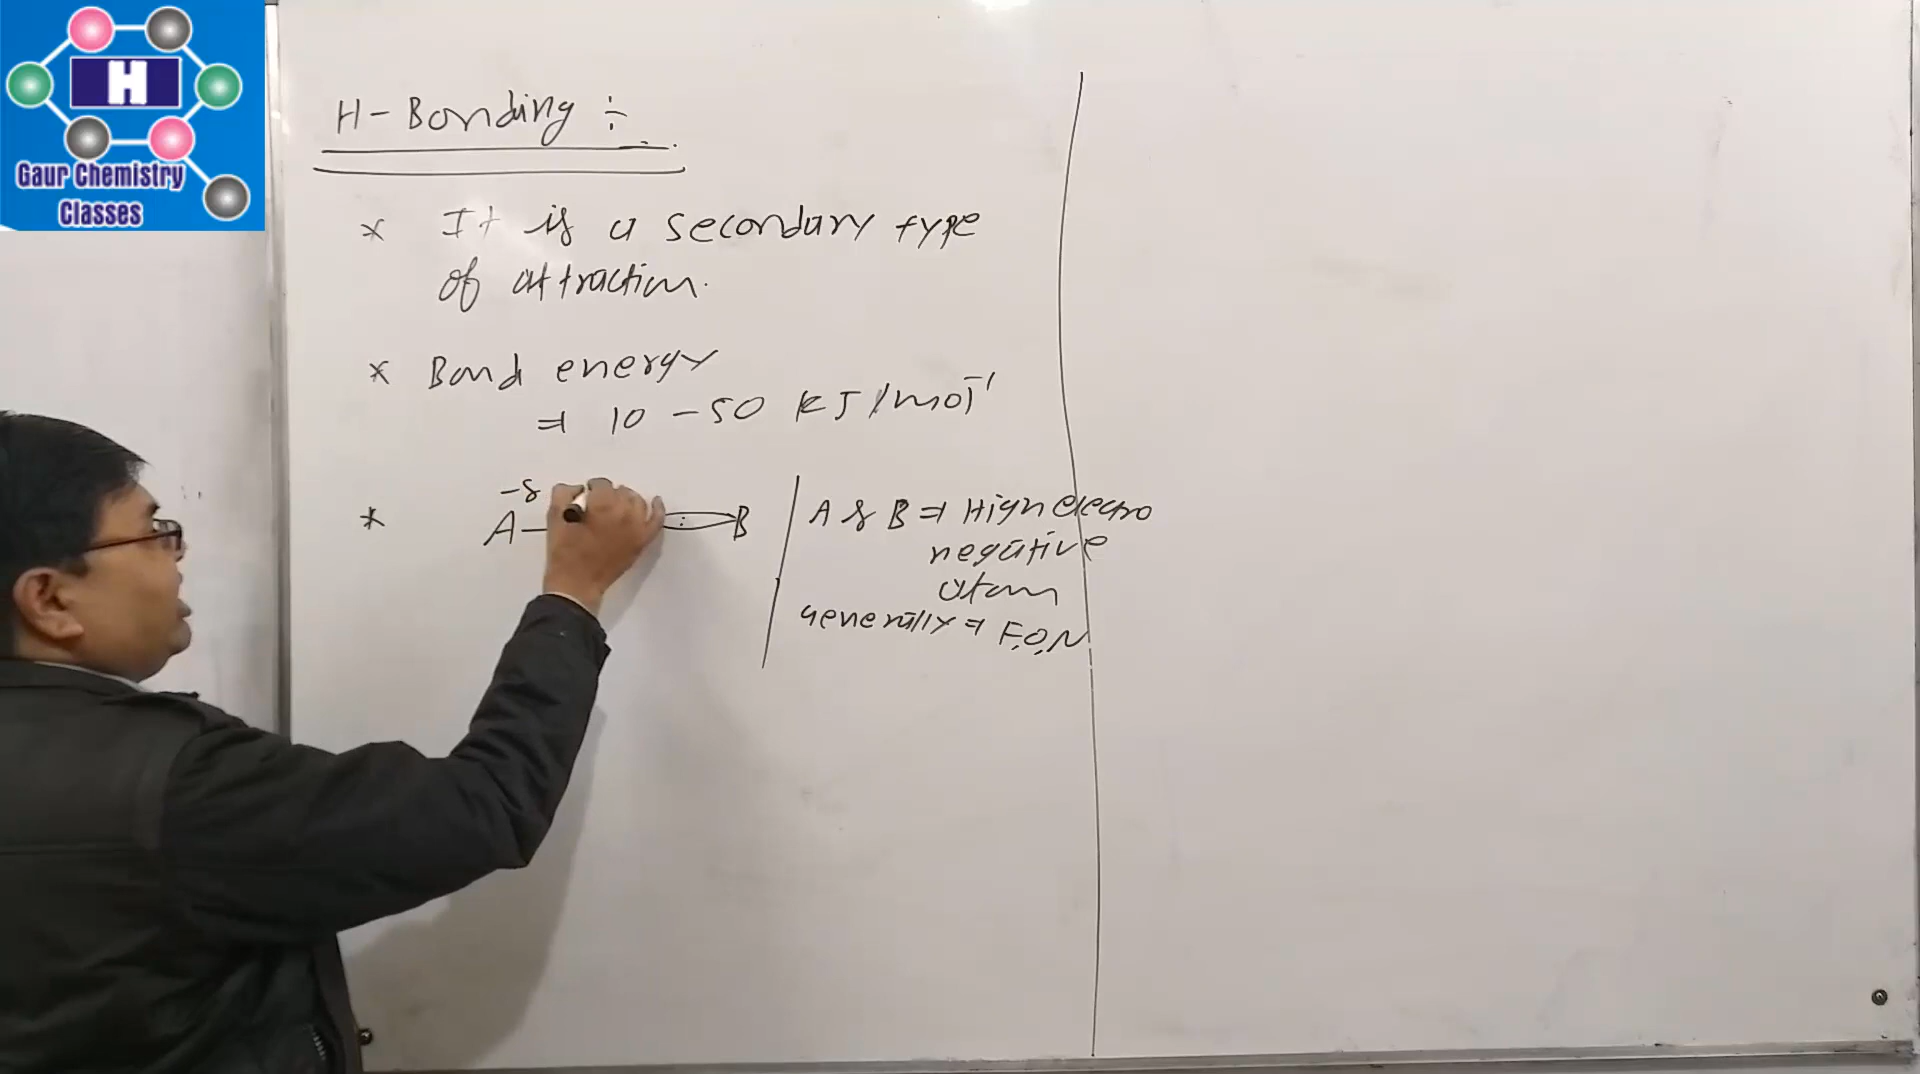 H
Gaur Chemistry
Classes
H-Bonding ÷
* It is a secondary type
of attraction.
* Bond energy
⇒ 10 - 50 KJ/mol⁻¹
* -δ
A— B
A & B ⇒ High electro
negative
atom
Generally ⇒ F,O,N